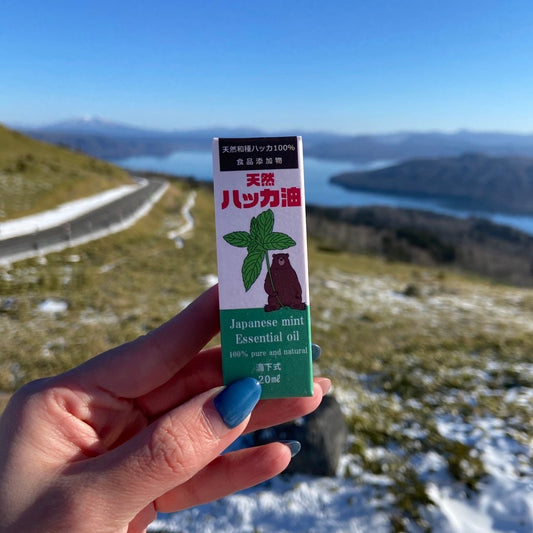 天然和種ハッカ100%
食品添加物
天然
ハッカ油
Japanese mint
Essential oil
100% pure and natural
滴下式
20mℓ